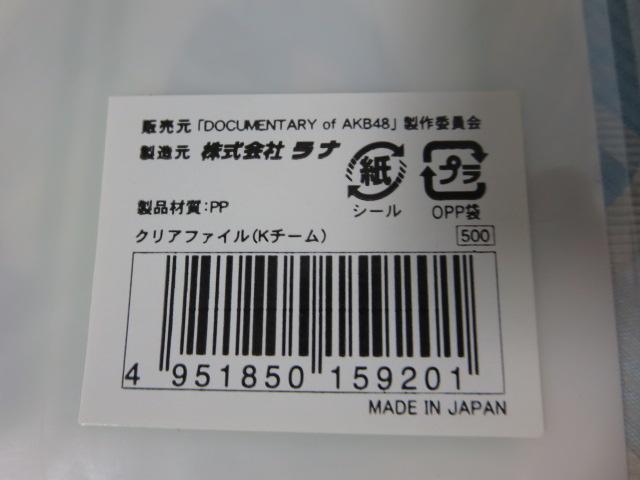 販売元「DOCUMENTARY of AKB48」製作委員会
製造元 株式会社 ラナ
紙
プラ
シール
OPP袋
製品材質:PP
クリアファイル(Kチーム)
500
4 951850 159201
MADE IN JAPAN